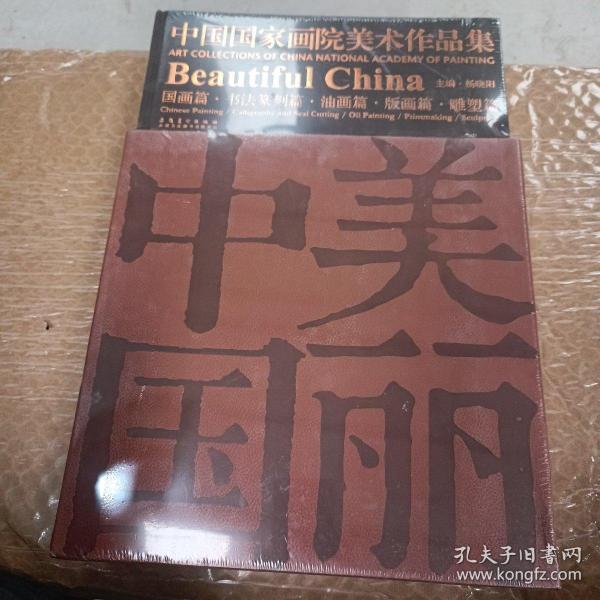 中国国家画院美术作品集
ART COLLECTIONS OF CHINA NATIONAL ACADEMY OF PAINTING
Beautiful China
主编·杨晓阳
国画篇·书法篆刻篇·油画篇·版画篇·雕塑篇
Chinese Painting / Calligraphy and Seal Cutting / Oil Painting / Printmaking / Sculpture
美丽
中国
孔夫子旧书网
www.kongfz.com